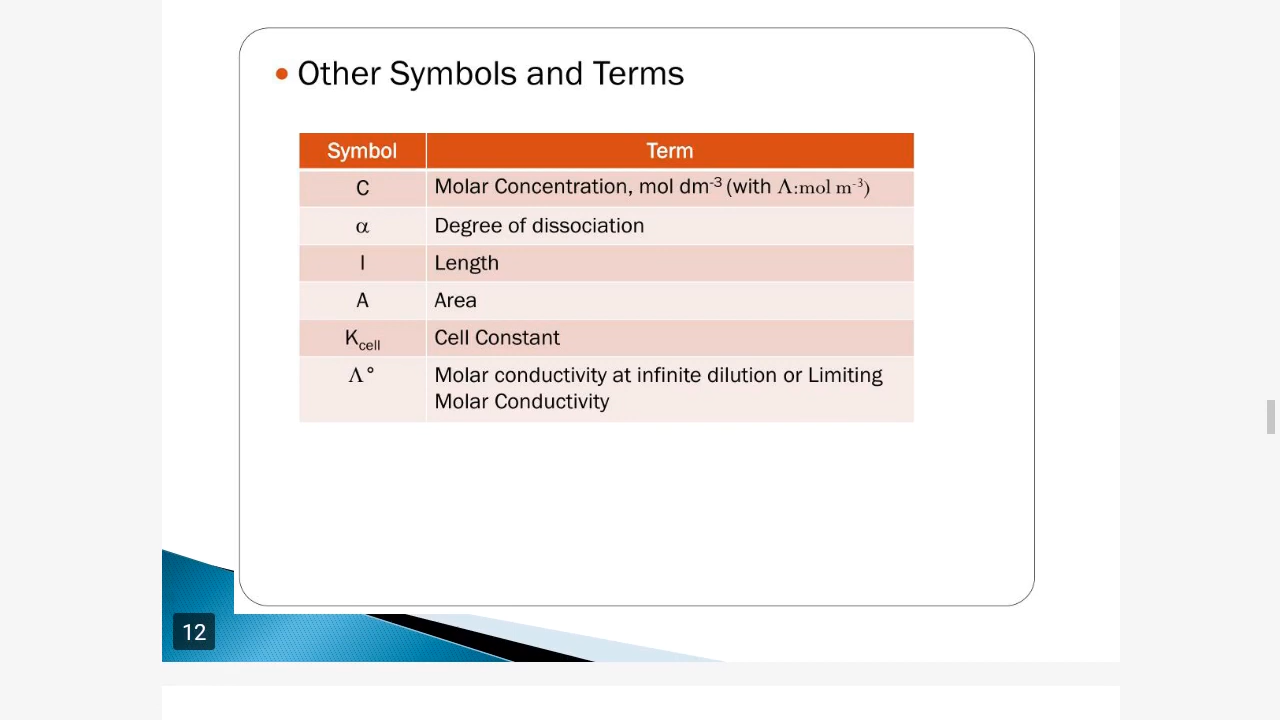 • Other Symbols and Terms
Symbol Term
C Molar Concentration, mol dm⁻³ (with Λ:mol m⁻³)
α Degree of dissociation
l Length
A Area
K_cell Cell Constant
Λ° Molar conductivity at infinite dilution or Limiting
Molar Conductivity
12